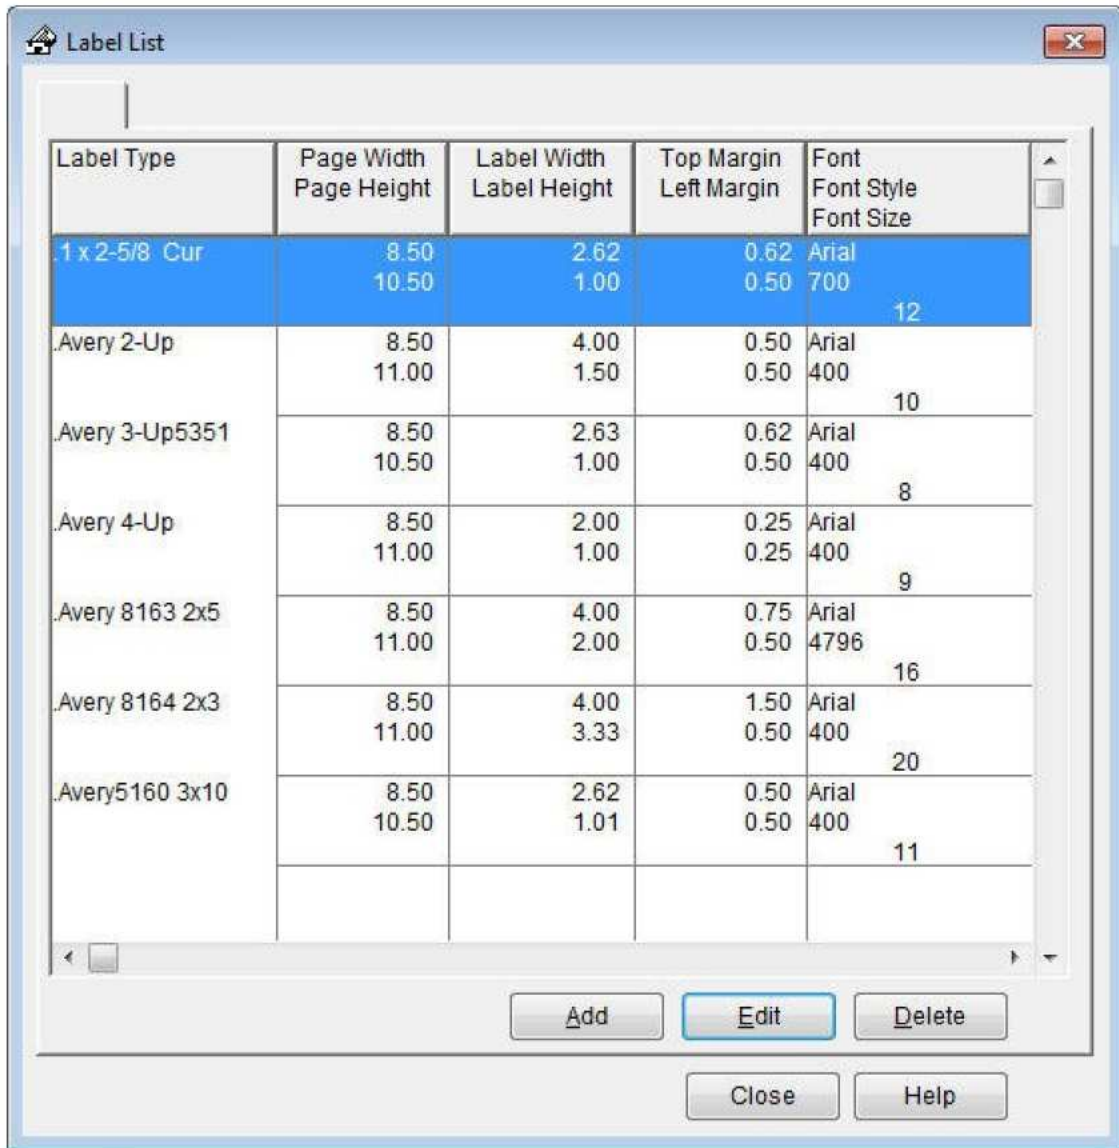 Label List
Label Type Page Width Label Width Top Margin Font
Page Height Label Height Left Margin Font Style
Font Size
.1 x 2-5/8 Cur 8.50 2.62 0.62 Arial
10.50 1.00 0.50 700
12
.Avery 2-Up 8.50 4.00 0.50 Arial
11.00 1.50 0.50 400
10
.Avery 3-Up5351 8.50 2.63 0.62 Arial
10.50 1.00 0.50 400
8
.Avery 4-Up 8.50 2.00 0.25 Arial
11.00 1.00 0.25 400
9
.Avery 8163 2x5 8.50 4.00 0.75 Arial
11.00 2.00 0.50 4796
16
.Avery 8164 2x3 8.50 4.00 1.50 Arial
11.00 3.33 0.50 400
20
.Avery5160 3x10 8.50 2.62 0.50 Arial
10.50 1.01 0.50 400
11
Add Edit Delete
Close Help